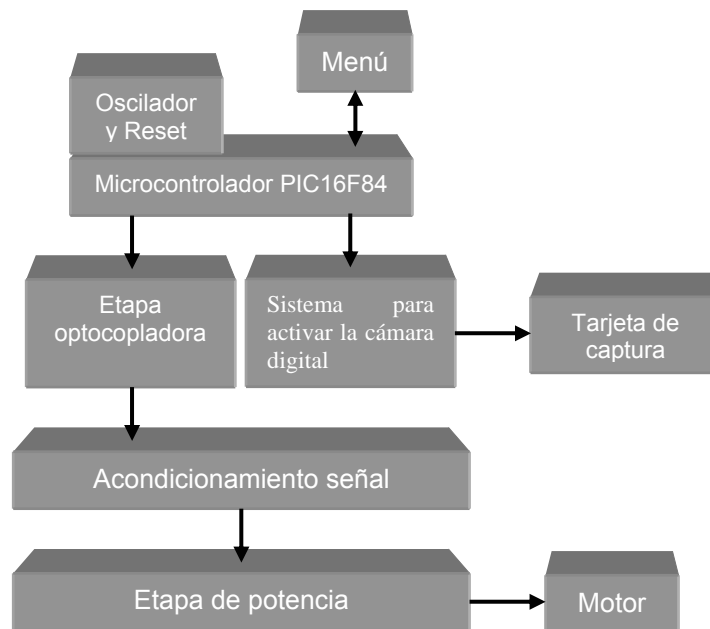 Menú
Oscilador
y Reset
Microcontrolador PIC16F84
Etapa
optocopladora
Sistema para
activar la cámara
digital
Tarjeta de
captura
Acondicionamiento señal
Etapa de potencia
Motor